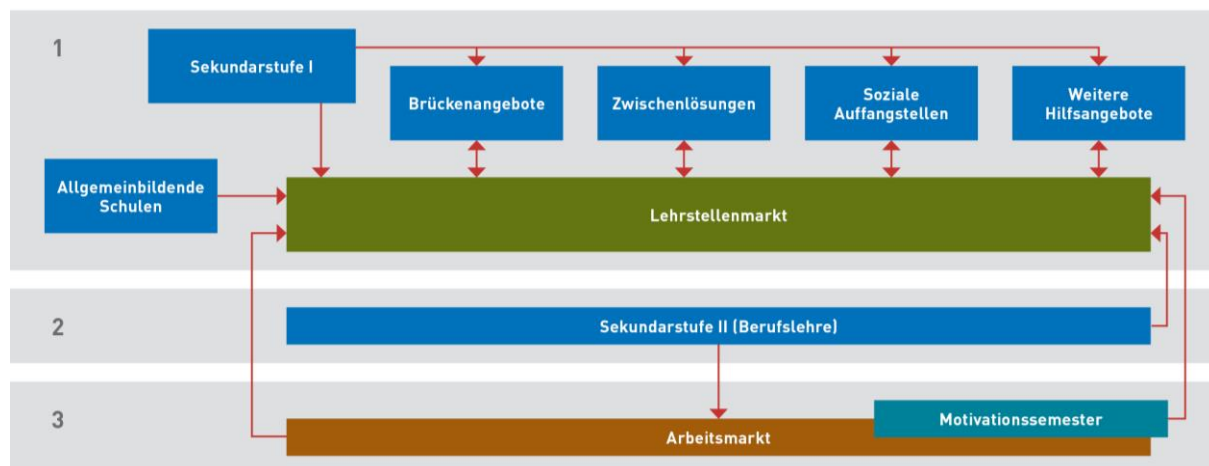 1
Sekundarstufe I
Brückenangebote
Zwischenlösungen
Soziale
Auffangstellen
Weitere
Hilfsangebote
Allgemeinbildende
Schulen
Lehrstellenmarkt
2
Sekundarstufe II (Berufslehre)
3
Motivationssemester
Arbeitsmarkt